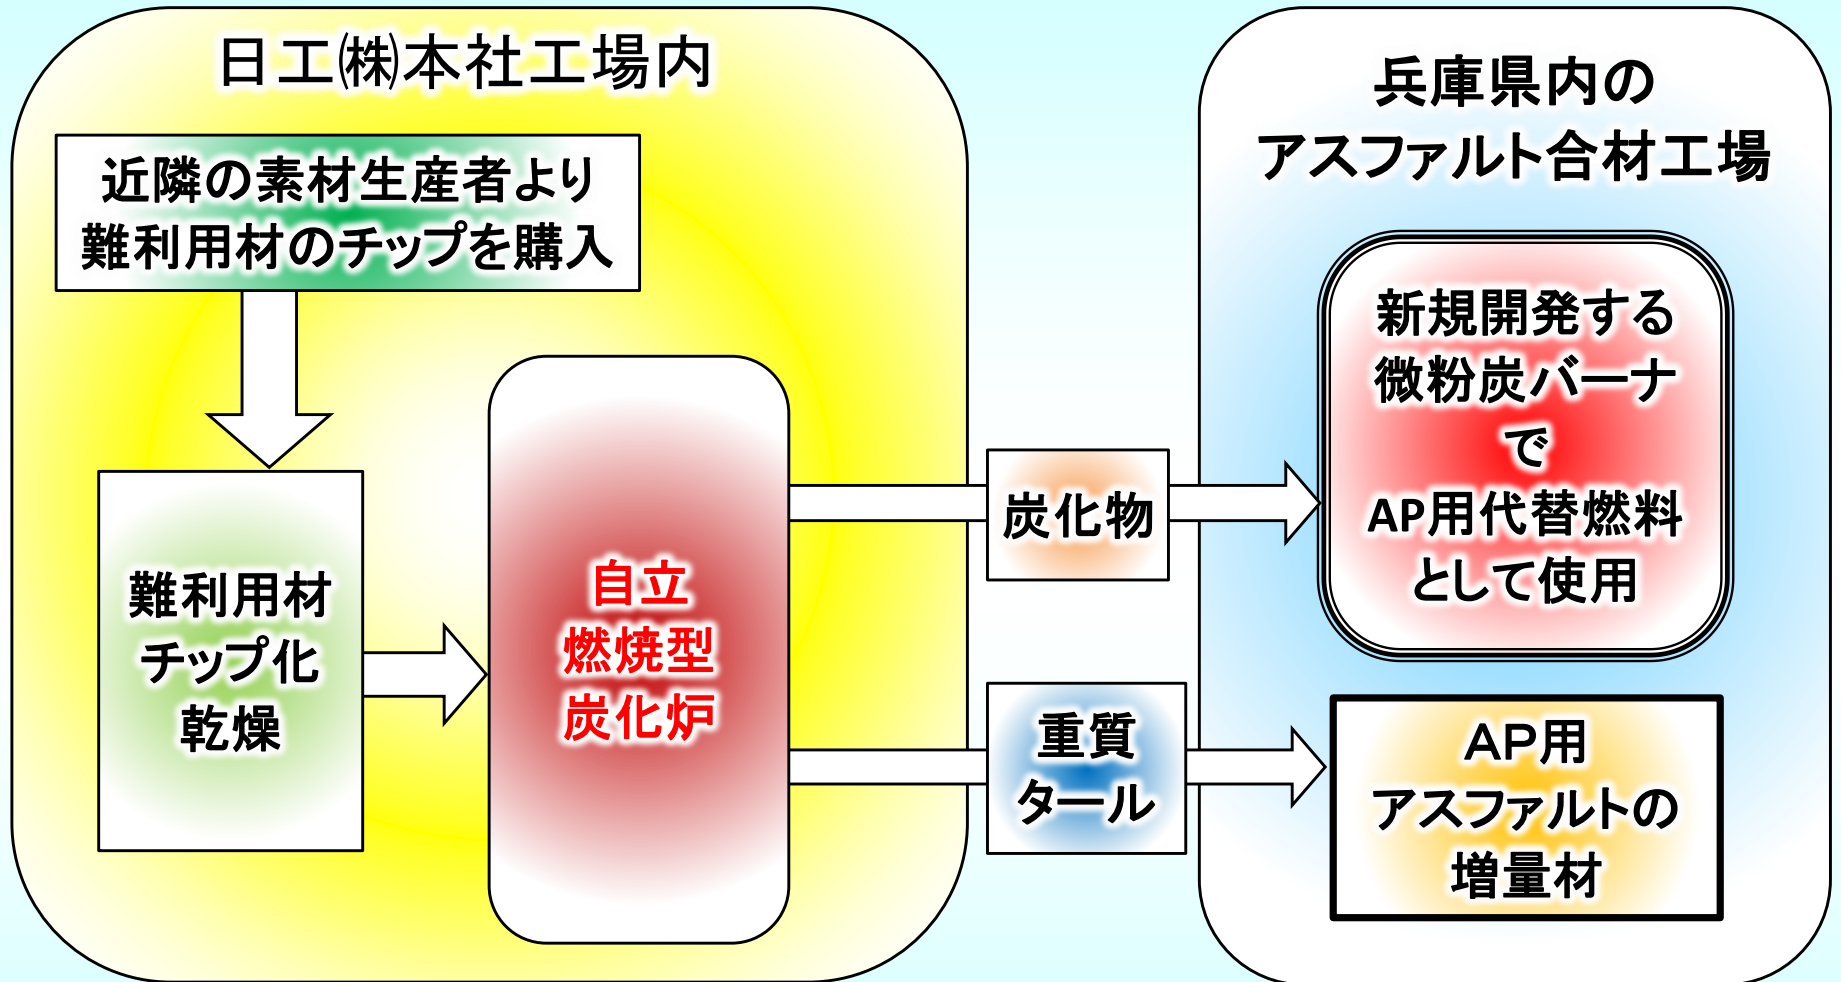 日工㈱本社工場内
近隣の素材生産者より
難利用材のチップを購入
難利用材
チップ化
乾燥
自立
燃焼型
炭化炉
炭化物
重質
タール
兵庫県内の
アスファルト合材工場
新規開発する
微粉炭バーナ
で
AP用代替燃料
として使用
ＡＰ用
アスファルトの
増量材